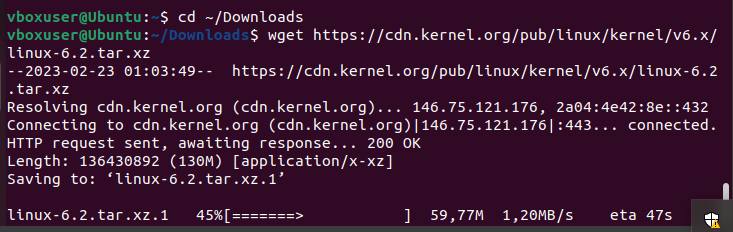 vboxuser@Ubuntu:~$ cd ~/Downloads
vboxuser@Ubuntu:~/Downloads$ wget https://cdn.kernel.org/pub/linux/kernel/v6.x/
linux-6.2.tar.xz
--2023-02-23 01:03:49--  https://cdn.kernel.org/pub/linux/kernel/v6.x/linux-6.2
.tar.xz
Resolving cdn.kernel.org (cdn.kernel.org)... 146.75.121.176, 2a04:4e42:8e::432
Connecting to cdn.kernel.org (cdn.kernel.org)|146.75.121.176|:443... connected.
HTTP request sent, awaiting response... 200 OK
Length: 136430892 (130M) [application/x-xz]
Saving to: ‘linux-6.2.tar.xz.1’
linux-6.2.tar.xz.1   45%[=======>            ]  59,77M  1,20MB/s    eta 47s